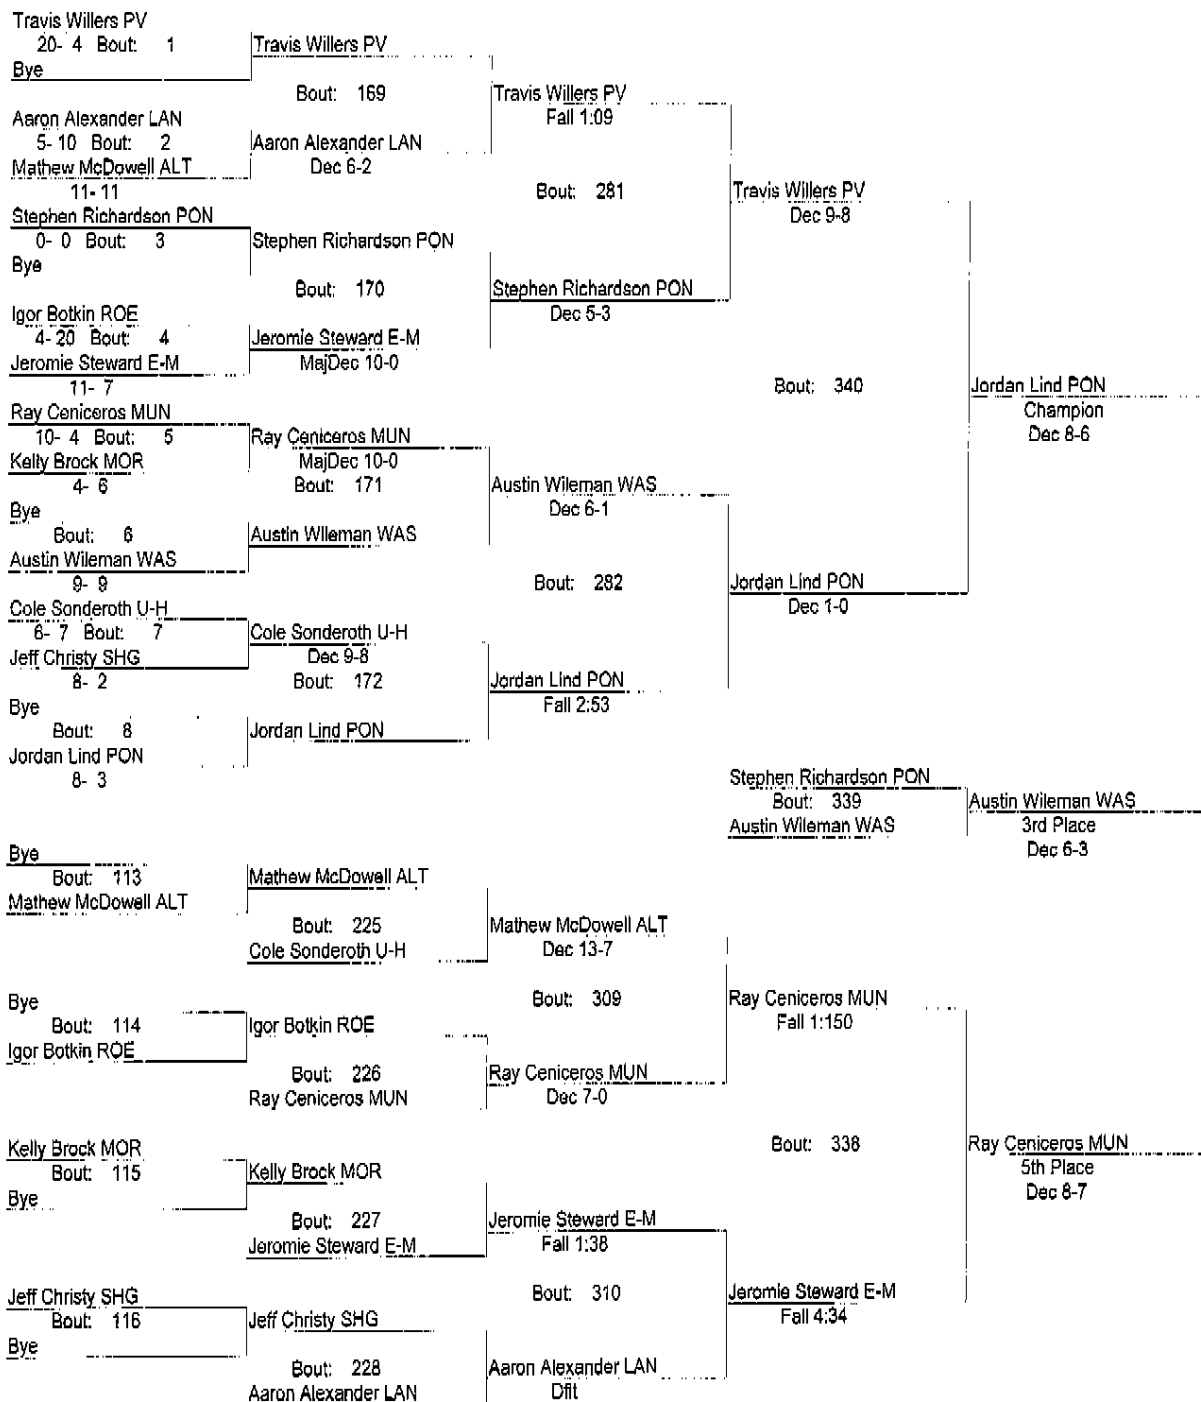 Travis Willers PV
20- 4 Bout: 1
Bye
Travis Willers PV
Bout: 169
Travis Willers PV
Fall 1:09
Aaron Alexander LAN
5- 10 Bout: 2
Mathew McDowell ALT
11- 11
Aaron Alexander LAN
Dec 6-2
Bout: 281
Travis Willers PV
Dec 9-8
Stephen Richardson PON
0- 0 Bout: 3
Bye
Stephen Richardson PON
Bout: 170
Stephen Richardson PON
Dec 5-3
Igor Botkin ROE
4- 20 Bout: 4
Jeromie Steward E-M
11- 7
Jeromie Steward E-M
MajDec 10-0
Bout: 340
Jordan Lind PON
Champion
Dec 8-6
Ray Ceniceros MUN
10- 4 Bout: 5
Kelly Brock MOR
4- 6
Ray Ceniceros MUN
MajDec 10-0
Bout: 171
Austin Wileman WAS
Dec 6-1
Bye
Bout: 6
Austin Wileman WAS
9- 9
Austin Wileman WAS
Bout: 282
Jordan Lind PON
Dec 1-0
Cole Sonderoth U-H
6- 7 Bout: 7
Jeff Christy SHG
8- 2
Cole Sonderoth U-H
Dec 9-8
Bout: 172
Jordan Lind PON
Fall 2:53
Bye
Bout: 8
Jordan Lind PON
8- 3
Jordan Lind PON
Stephen Richardson PON
Bout: 339
Austin Wileman WAS
Austin Wileman WAS
3rd Place
Dec 6-3
Bye
Bout: 113
Mathew McDowell ALT
Mathew McDowell ALT
Bout: 225
Cole Sonderoth U-H
Mathew McDowell ALT
Dec 13-7
Bye
Bout: 114
Igor Botkin ROE
Igor Botkin ROE
Bout: 226
Ray Ceniceros MUN
Bout: 309
Ray Ceniceros MUN
Dec 7-0
Ray Ceniceros MUN
Fall 1:150
Kelly Brock MOR
Bout: 115
Bye
Kelly Brock MOR
Bout: 227
Jeromie Steward E-M
Jeromie Steward E-M
Fall 1:38
Bout: 338
Ray Ceniceros MUN
5th Place
Dec 8-7
Jeff Christy SHG
Bout: 116
Bye
Jeff Christy SHG
Bout: 228
Aaron Alexander LAN
Bout: 310
Aaron Alexander LAN
Dflt
Jeromie Steward E-M
Fall 4:34